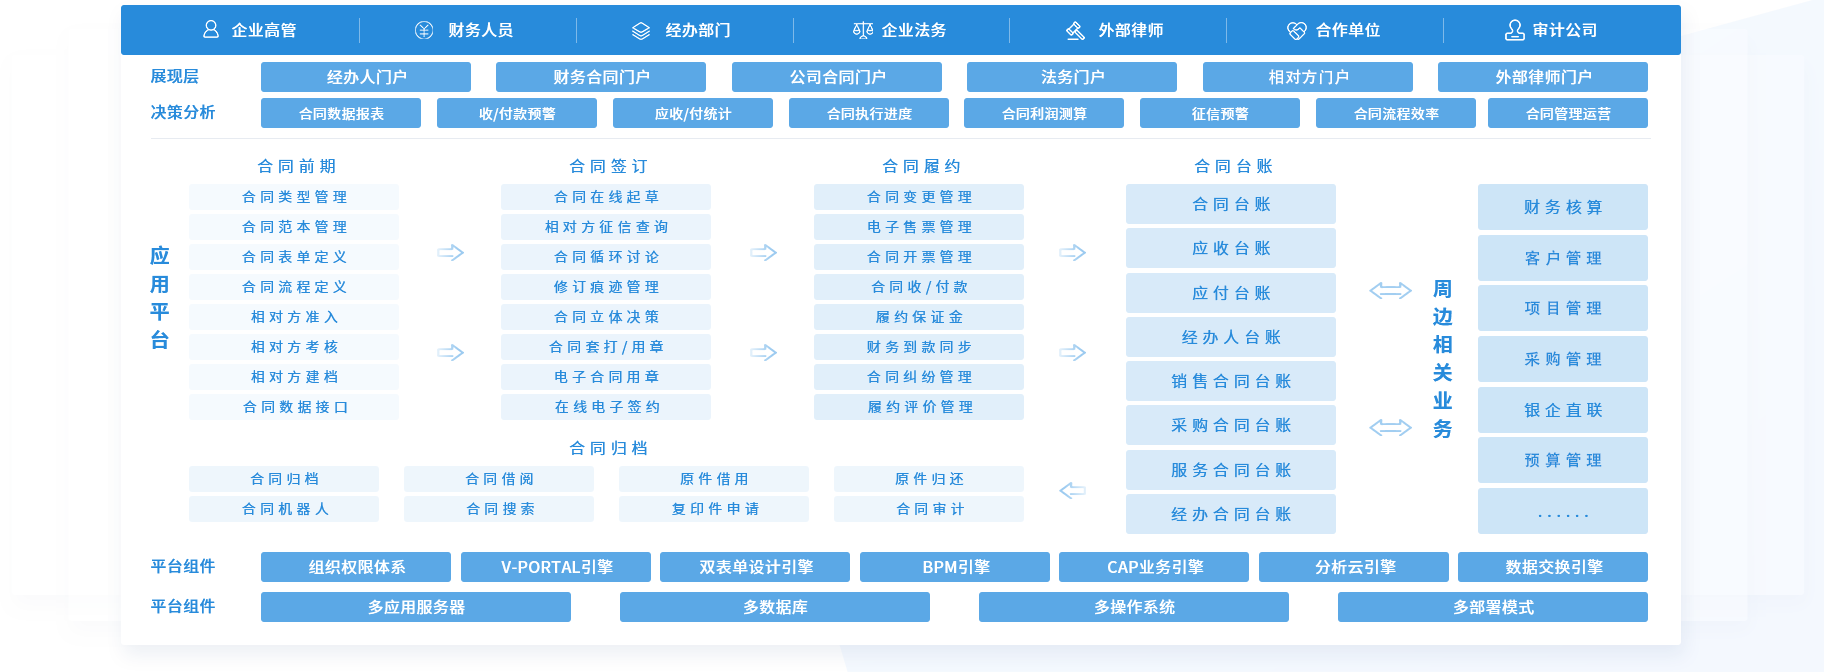 企业高管 财务人员 经办部门 企业法务 外部律师 合作单位 审计公司
展现层 经办人门户 财务合同门户 公司合同门户 法务门户 相对方门户 外部律师门户
决策分析 合同数据报表 收/付款预警 应收/付统计 合同执行进度 合同利润测算 征信预警 合同流程效率 合同管理运营
应用平台
合同前期
合同类型管理
合同范本管理
合同表单定义
合同流程定义
相对方准入
相对方考核
相对方建档
合同数据接口
合同签订
合同在线起草
相对方征信查询
合同循环讨论
修订痕迹管理
合同立体决策
合同套打/用章
电子合同用章
在线电子签约
合同履约
合同变更管理
电子售票管理
合同开票管理
合同收/付款
履约保证金
财务到款同步
合同纠纷管理
履约评价管理
合同归档
合同归档 合同借阅 原件借用 原件归还
合同机器人 合同搜索 复印件申请 合同审计
合同台账
合同台账
应收台账
应付台账
经办人台账
销售合同台账
采购合同台账
服务合同台账
经办合同台账
周边相关业务
财务核算
客户管理
项目管理
采购管理
银企直联
预算管理
······
平台组件 组织权限体系 V-PORTAL引擎 双表单设计引擎 BPM引擎 CAP业务引擎 分析云引擎 数据交换引擎
平台组件 多应用服务器 多数据库 多操作系统 多部署模式